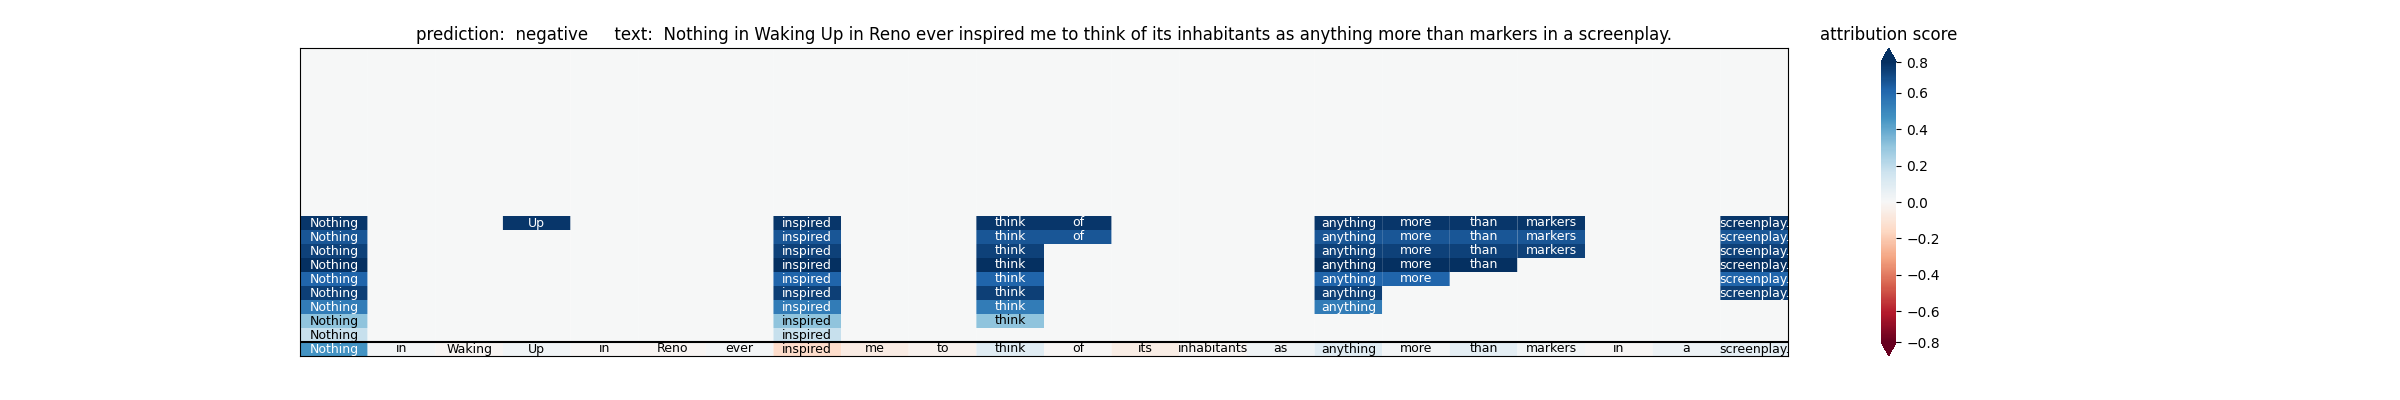 prediction: negative text: Nothing in Waking Up in Reno ever inspired me to think of its inhabitants as anything more than markers in a screenplay.
attribution score
Nothing Up inspired think of anything more than markers screenplay.
Nothing inspired think of anything more than markers screenplay.
Nothing inspired think anything more than markers screenplay.
Nothing inspired think anything more than screenplay.
Nothing inspired think anything more screenplay.
Nothing inspired think anything screenplay.
Nothing inspired think anything
Nothing inspired think
Nothing inspired
Nothing in Waking Up in Reno ever inspired me to think of its inhabitants as anything more than markers in a screenplay.
0.8
0.6
0.4
0.2
0.0
−0.2
−0.4
−0.6
−0.8